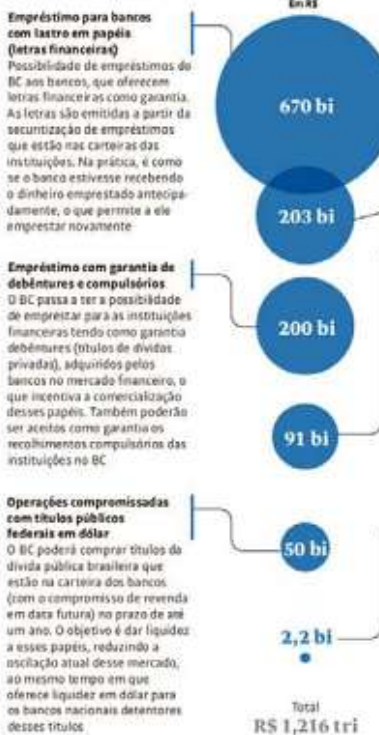 Em R$
Empréstimo para bancos
com lastro em papéis
(letras financeiras)
Possibilidade de empréstimos do
BC aos bancos, que oferecem
letras financeiras como garantia.
As letras são emitidas a partir da
securitização de empréstimos
que estão nas carteiras das
instituições. Na prática, é como
se o banco estivesse recebendo
o dinheiro emprestado antecipa-
damente, o que permite a ele
emprestar novamente
670 bi
203 bi
Empréstimo com garantia de
debêntures e compulsórios
O BC passa a ter a possibilidade
de emprestar para as instituições
financeiras tendo como garantia
debêntures (títulos de dívidas
privadas), adquiridos pelos
bancos no mercado financeiro, o
que incentiva a comercialização
desses papéis. Também poderão
ser aceitos como garantia os
recolhimentos compulsórios das
instituições no BC
200 bi
91 bi
Operações compromissadas
com títulos públicos
federais em dólar
O BC poderá comprar títulos da
dívida pública brasileira que
estão na carteira dos bancos
(com o compromisso de revenda
em data futura) no prazo de até
um ano. O objetivo é dar liquidez
a esses papéis, reduzindo a
oscilação atual desse mercado,
ao mesmo tempo em que
oferece liquidez em dólar para
os bancos nacionais detentores
desses títulos
50 bi
2,2 bi
Total
R$ 1,216 tri